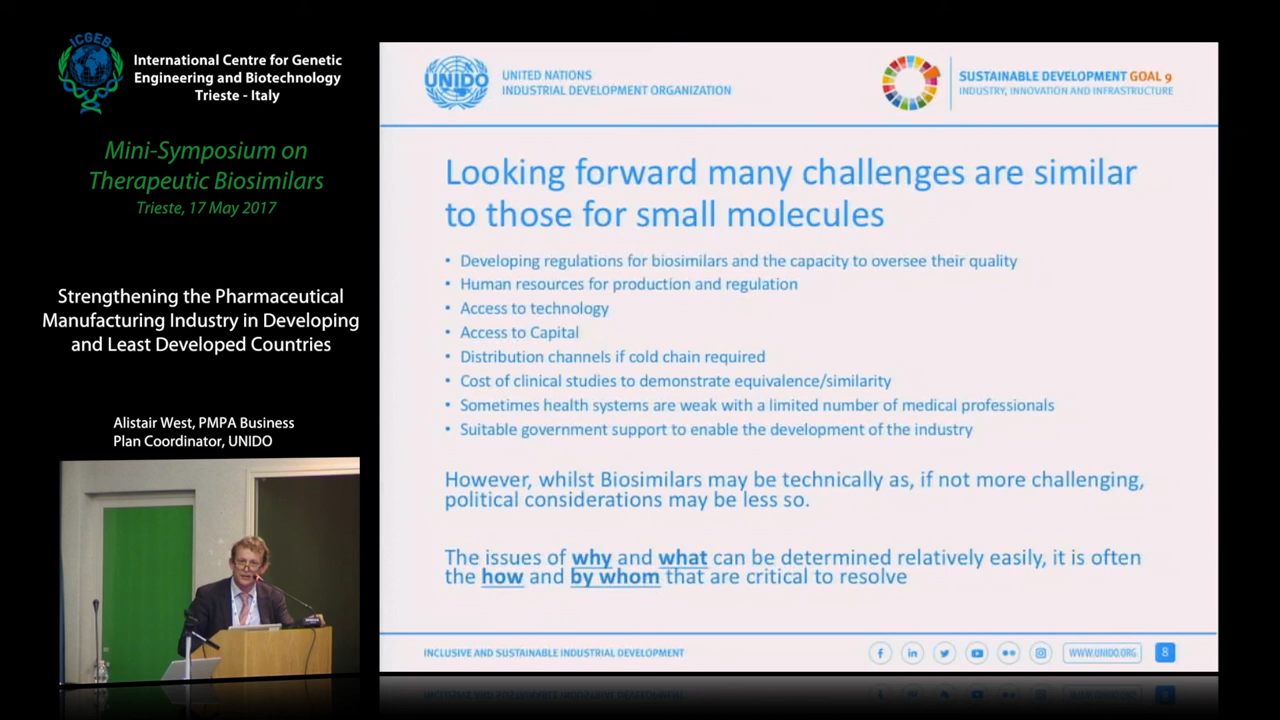 ICGEB
International Centre for Genetic
Engineering and Biotechnology
Trieste - Italy
Mini-Symposium on
Therapeutic Biosimilars
Trieste, 17 May 2017
Strengthening the Pharmaceutical
Manufacturing Industry in Developing
and Least Developed Countries
Alistair West, PMPA Business
Plan Coordinator, UNIDO
UNIDO
UNITED NATIONS
INDUSTRIAL DEVELOPMENT ORGANIZATION
SUSTAINABLE DEVELOPMENT GOAL 9
INDUSTRY, INNOVATION AND INFRASTRUCTURE
Looking forward many challenges are similar
to those for small molecules
• Developing regulations for biosimilars and the capacity to oversee their quality
• Human resources for production and regulation
• Access to technology
• Access to Capital
• Distribution channels if cold chain required
• Cost of clinical studies to demonstrate equivalence/similarity
• Sometimes health systems are weak with a limited number of medical professionals
• Suitable government support to enable the development of the industry
However, whilst Biosimilars may be technically as, if not more challenging,
political considerations may be less so.
The issues of why and what can be determined relatively easily, it is often
the how and by whom that are critical to resolve
INCLUSIVE AND SUSTAINABLE INDUSTRIAL DEVELOPMENT
WWW.UNIDO.ORG
8